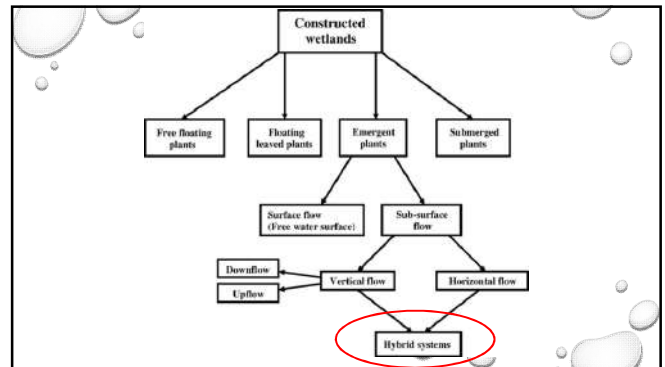 Constructed
wetlands
Free floating
plants
Floating
leaved plants
Emergent
plants
Submerged
plants
Surface flow
(Free water surface)
Sub-surface
flow
Downflow
Upflow
Vertical flow
Horizontal flow
Hybrid systems